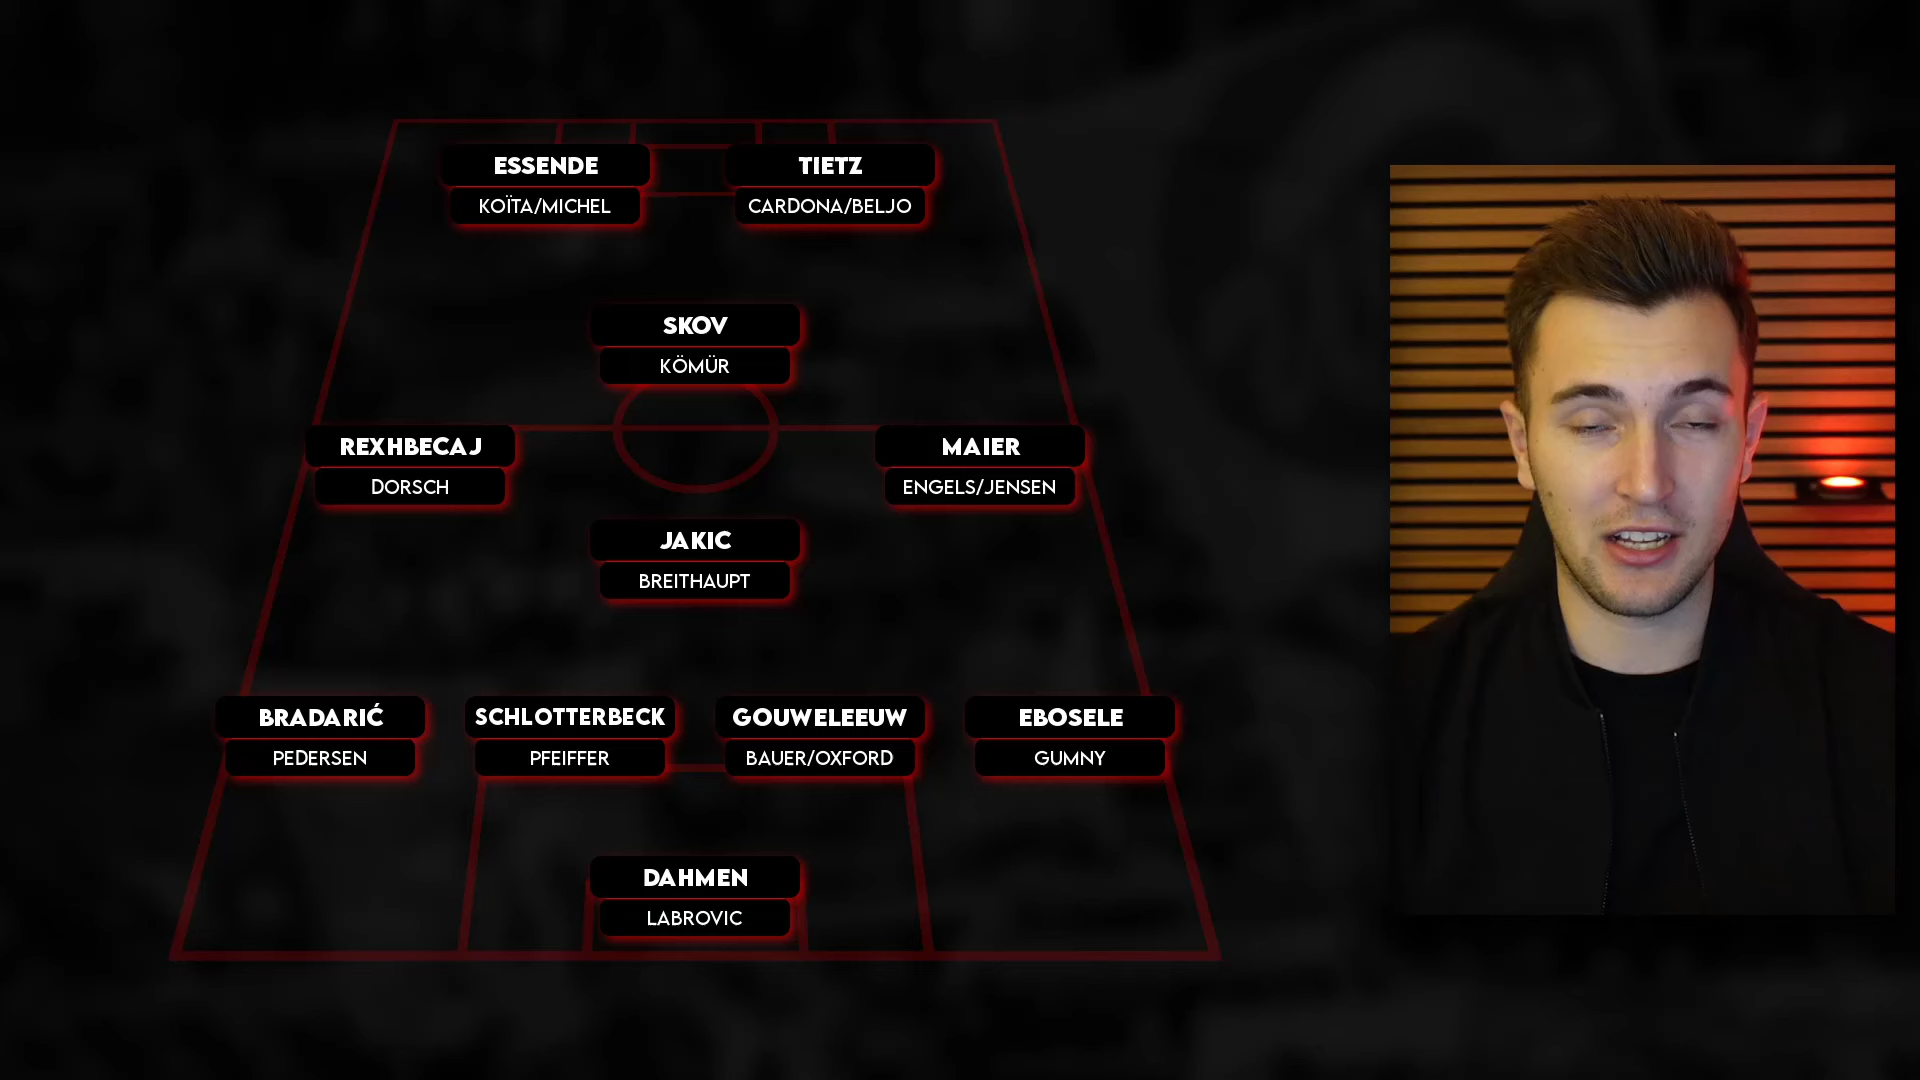 ESSENDE
KOÏTA/MICHEL
TIETZ
CARDONA/BELJO
SKOV
KÖMÜR
REXHBECAJ
DORSCH
MAIER
ENGELS/JENSEN
JAKIC
BREITHAUPT
BRADARIĆ
PEDERSEN
SCHLOTTERBECK
PFEIFFER
GOUWELEEUW
BAUER/OXFORD
EBOSELE
GUMNY
DAHMEN
LABROVIC